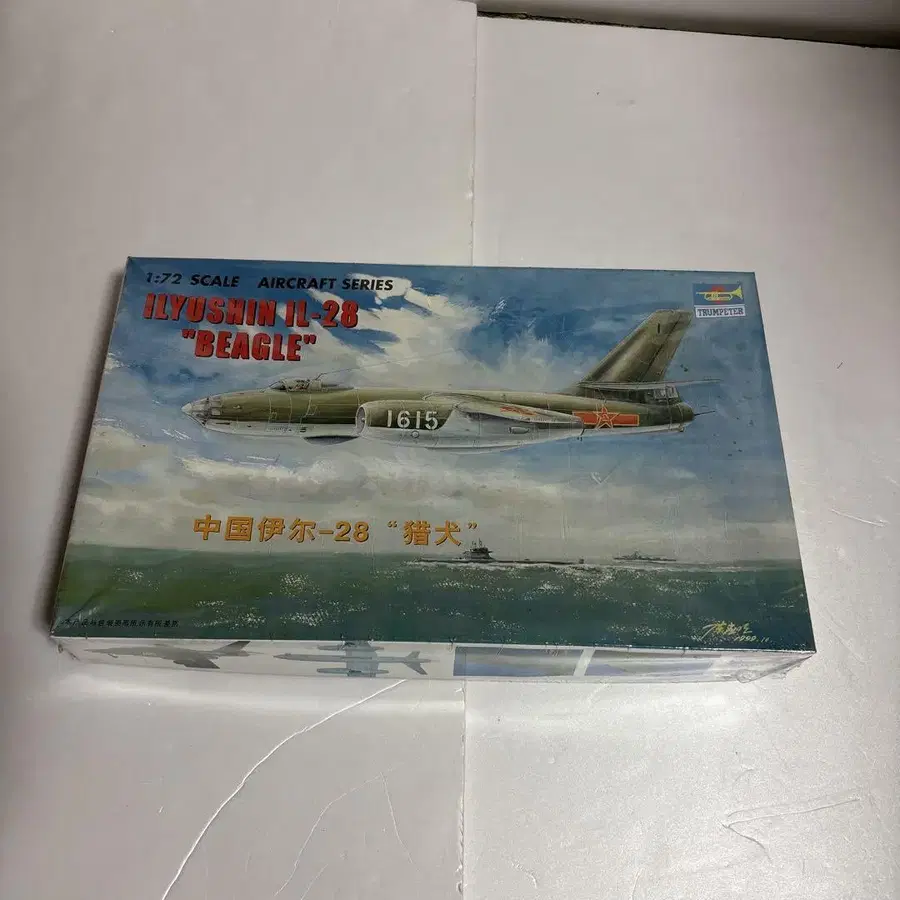 1:72 SCALE AIRCRAFT SERIES
ILYUSHIN IL-28
"BEAGLE"
TRUMPETER
1615
中国伊尔-28 “猎犬”